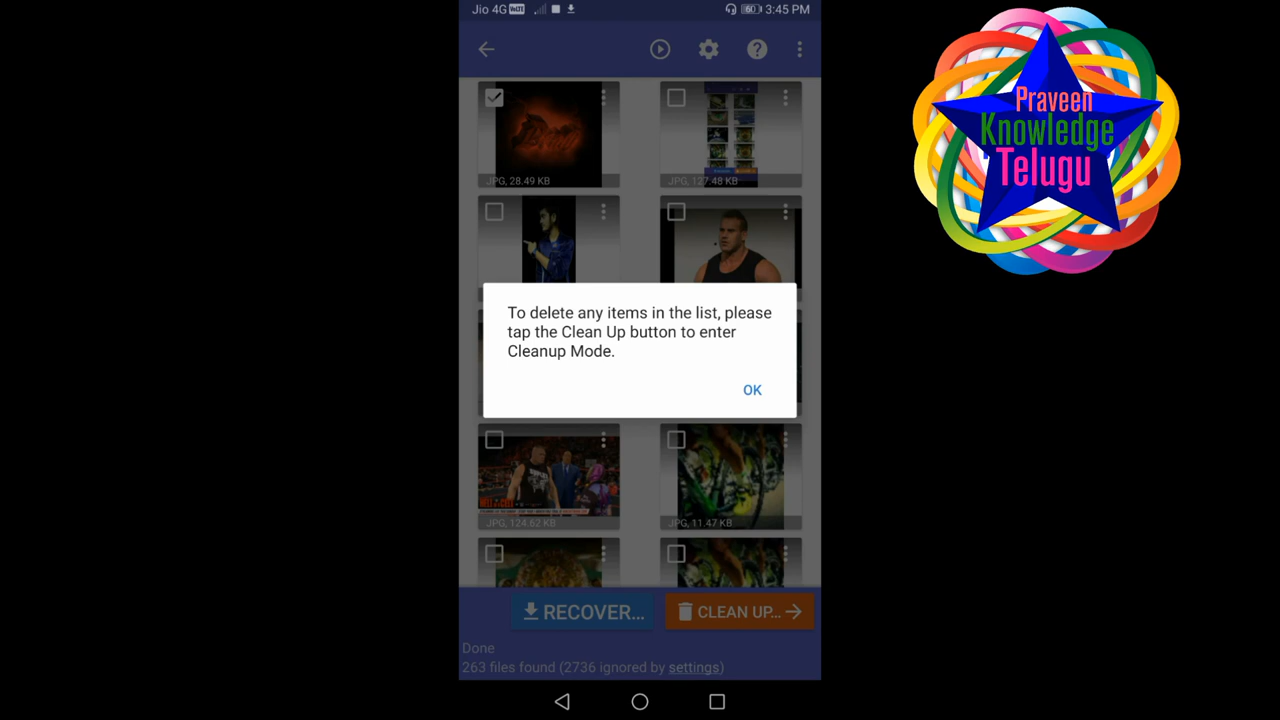 Jio 4G VoLTE
60 3:45 PM
JPG, 28.49 KB
JPG, 127.48 KB
To delete any items in the list, please
tap the Clean Up button to enter
Cleanup Mode.
OK
JPG, 124.62 KB
JPG, 11.47 KB
RECOVER...
CLEAN UP...
Done
263 files found (2736 ignored by settings)
Praveen
Knowledge
Telugu